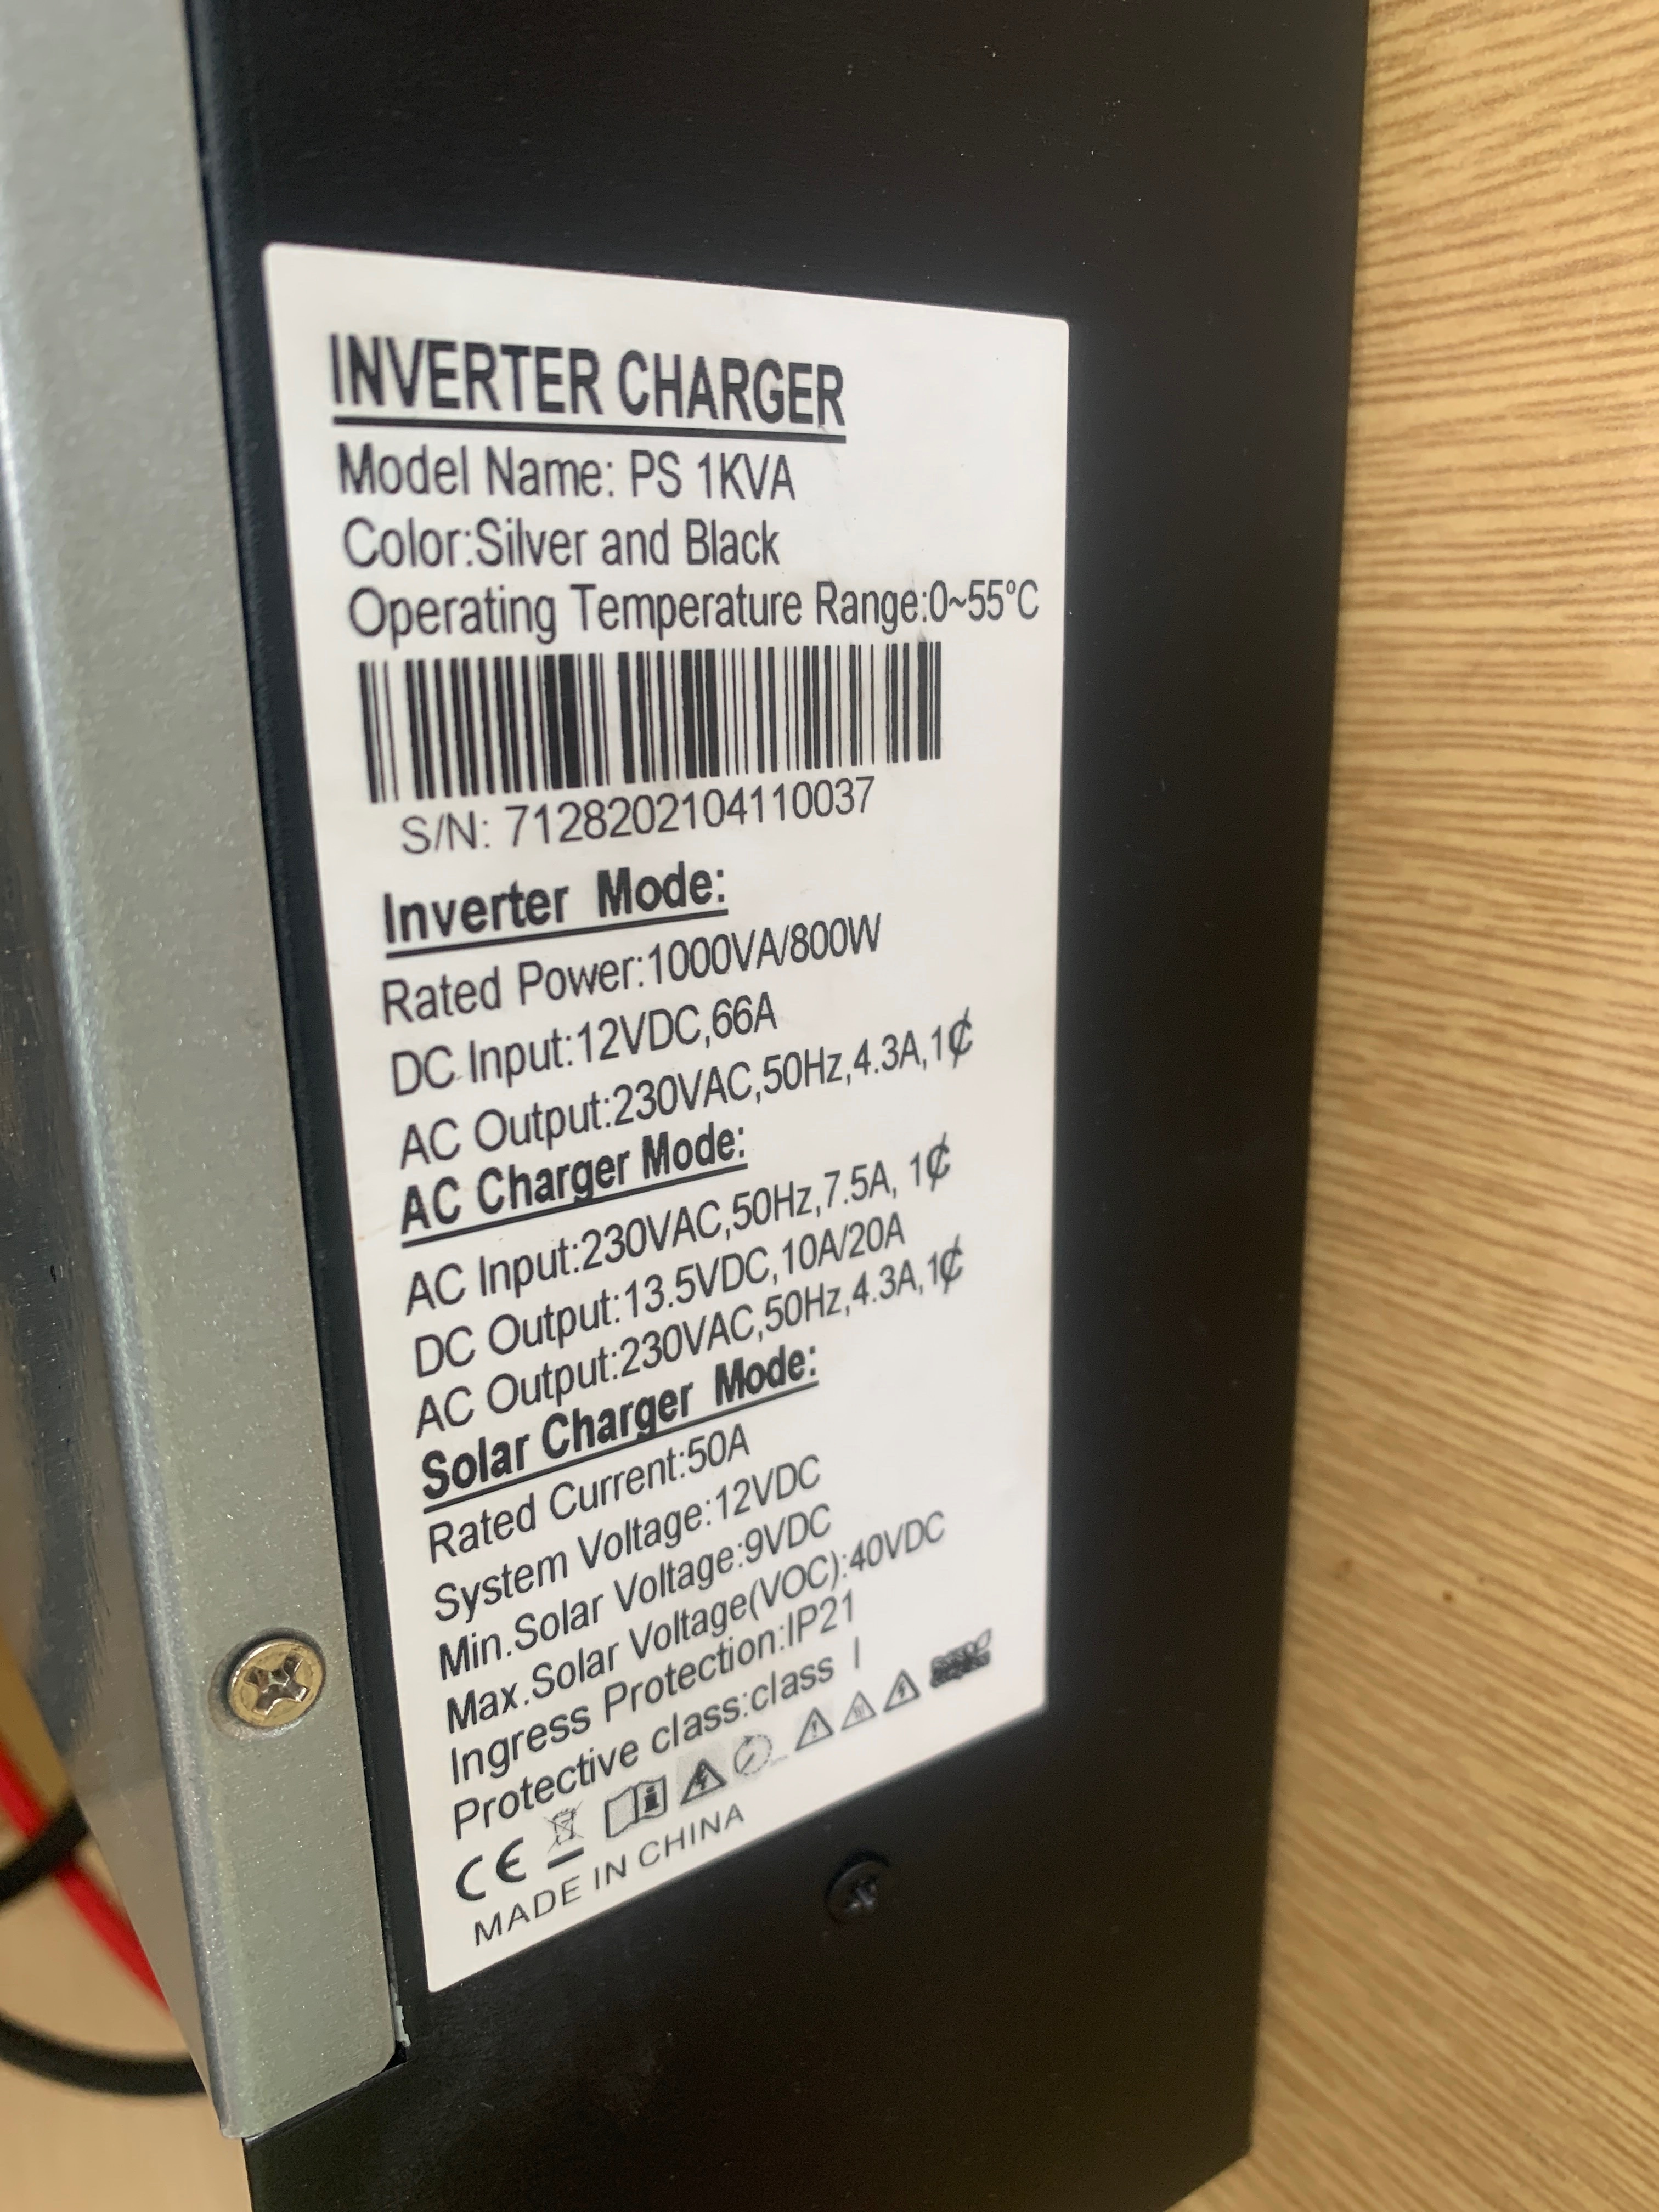 INVERTER CHARGER
Model Name: PS 1KVA
Color:Silver and Black
Operating Temperature Range:0~55°C
S/N: 7128202104110037
Inverter Mode:
Rated Power:1000VA/800W
DC Input:12VDC,66A
AC Output:230VAC,50Hz,4.3A,1₵
AC Charger Mode:
AC Input:230VAC,50Hz,7.5A, 1₵
DC Output:13.5VDC,10A/20A
AC Output:230VAC,50Hz,4.3A,1₵
Solar Charger Mode:
Rated Current:50A
System Voltage:12VDC
Min.Solar Voltage:9VDC
Max.Solar Voltage(VOC):40VDC
Ingress Protection:IP21
Protective class:class I
CE
MADE IN CHINA